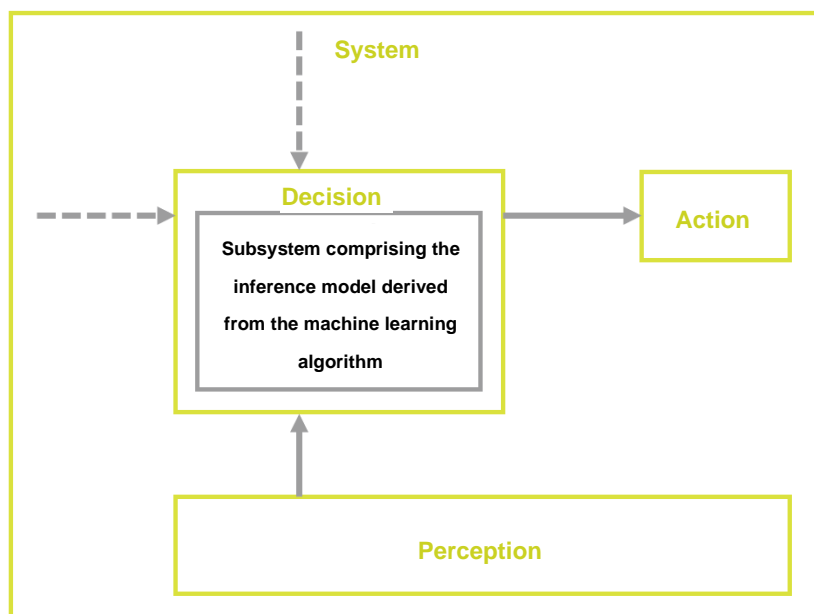 System
Decision
Subsystem comprising the
inference model derived
from the machine learning
algorithm
Action
Perception